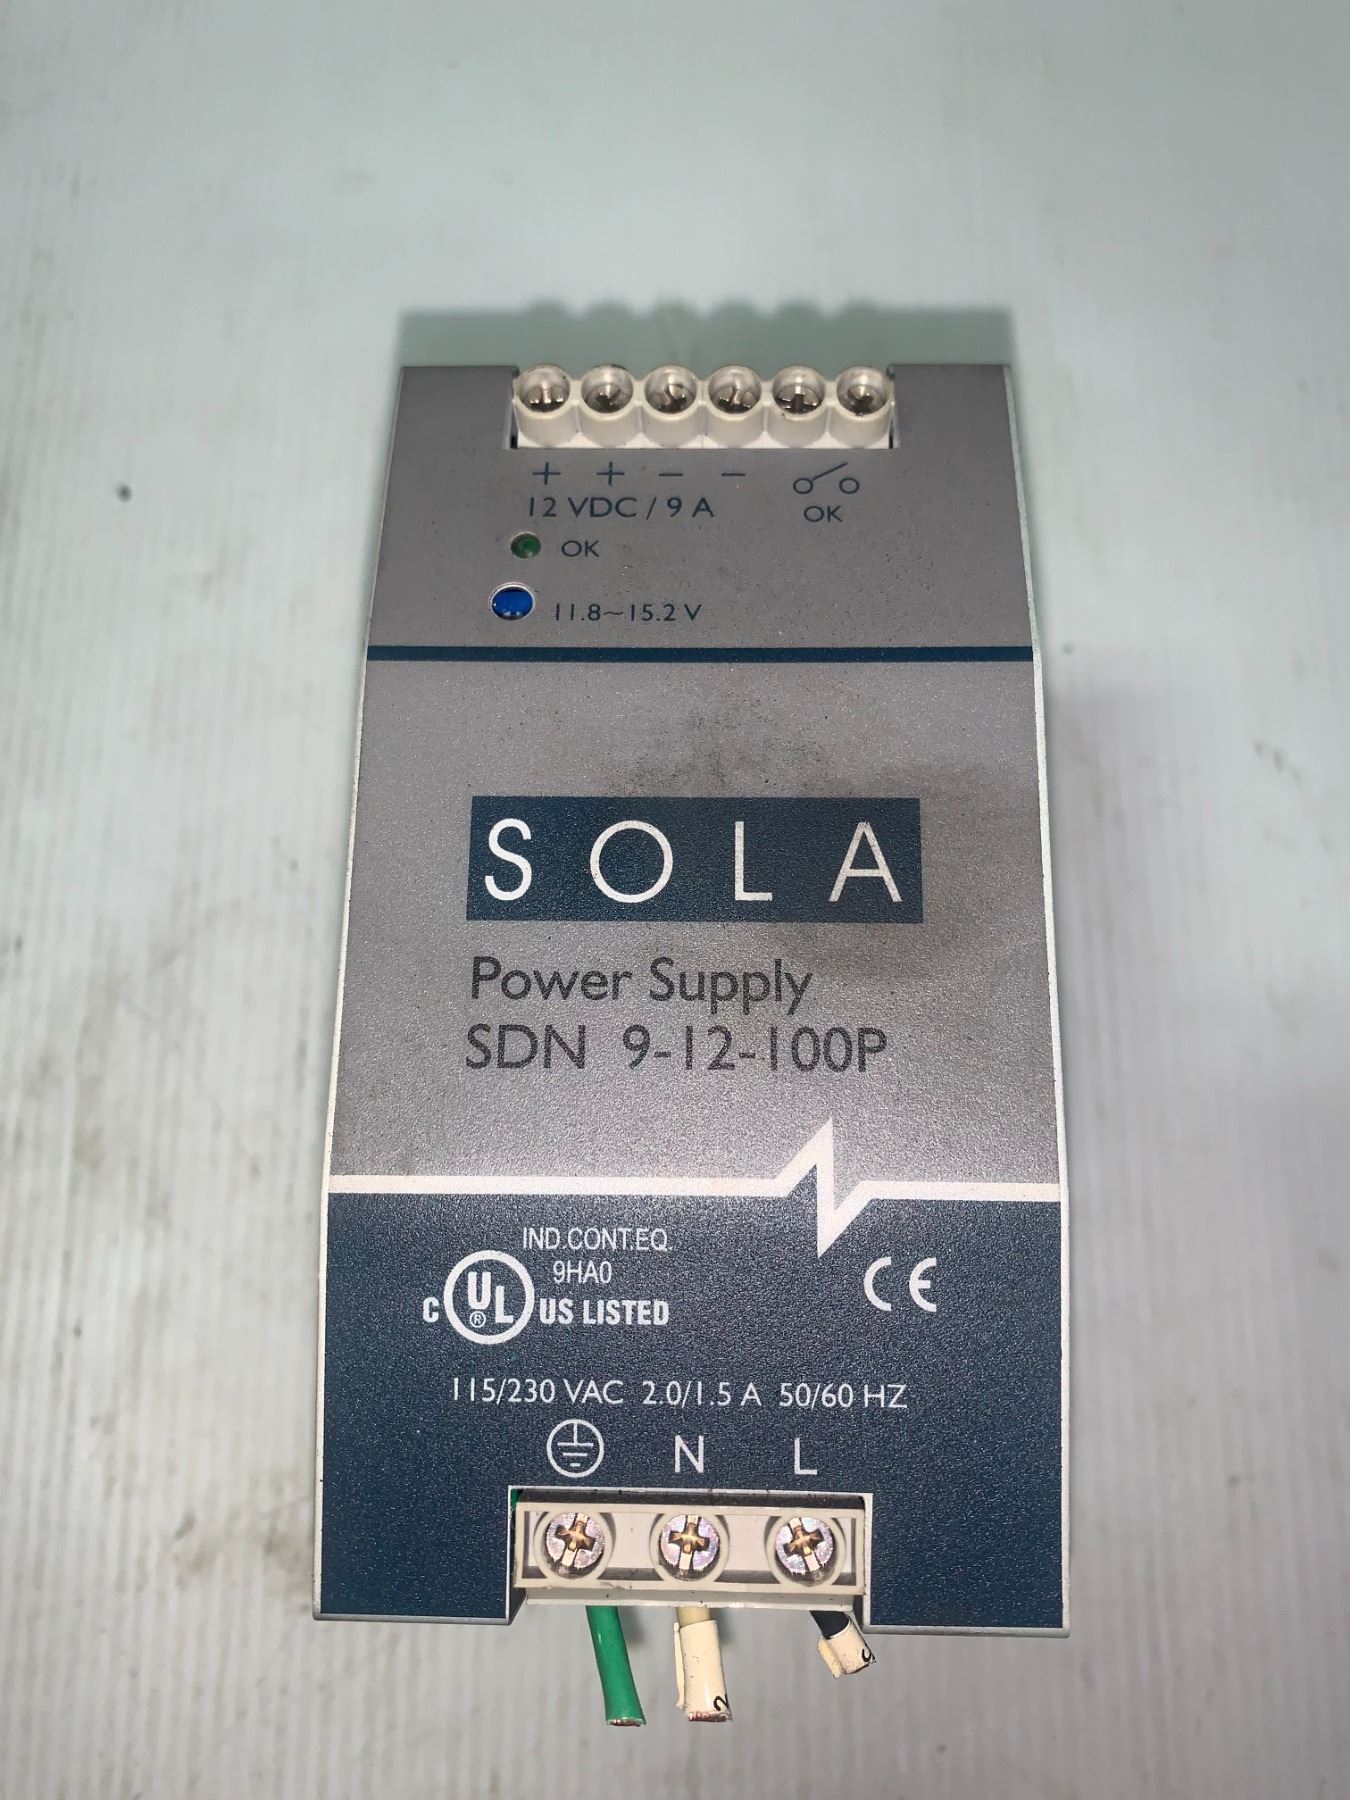 + + − −
12 VDC / 9 A
OK
OK
11.8~15.2 V
SOLA
Power Supply
SDN 9-12-100P
IND.CONT.EQ.
9HA0
C UL ® US LISTED
CE
115/230 VAC 2.0/1.5 A 50/60 HZ
N L
2